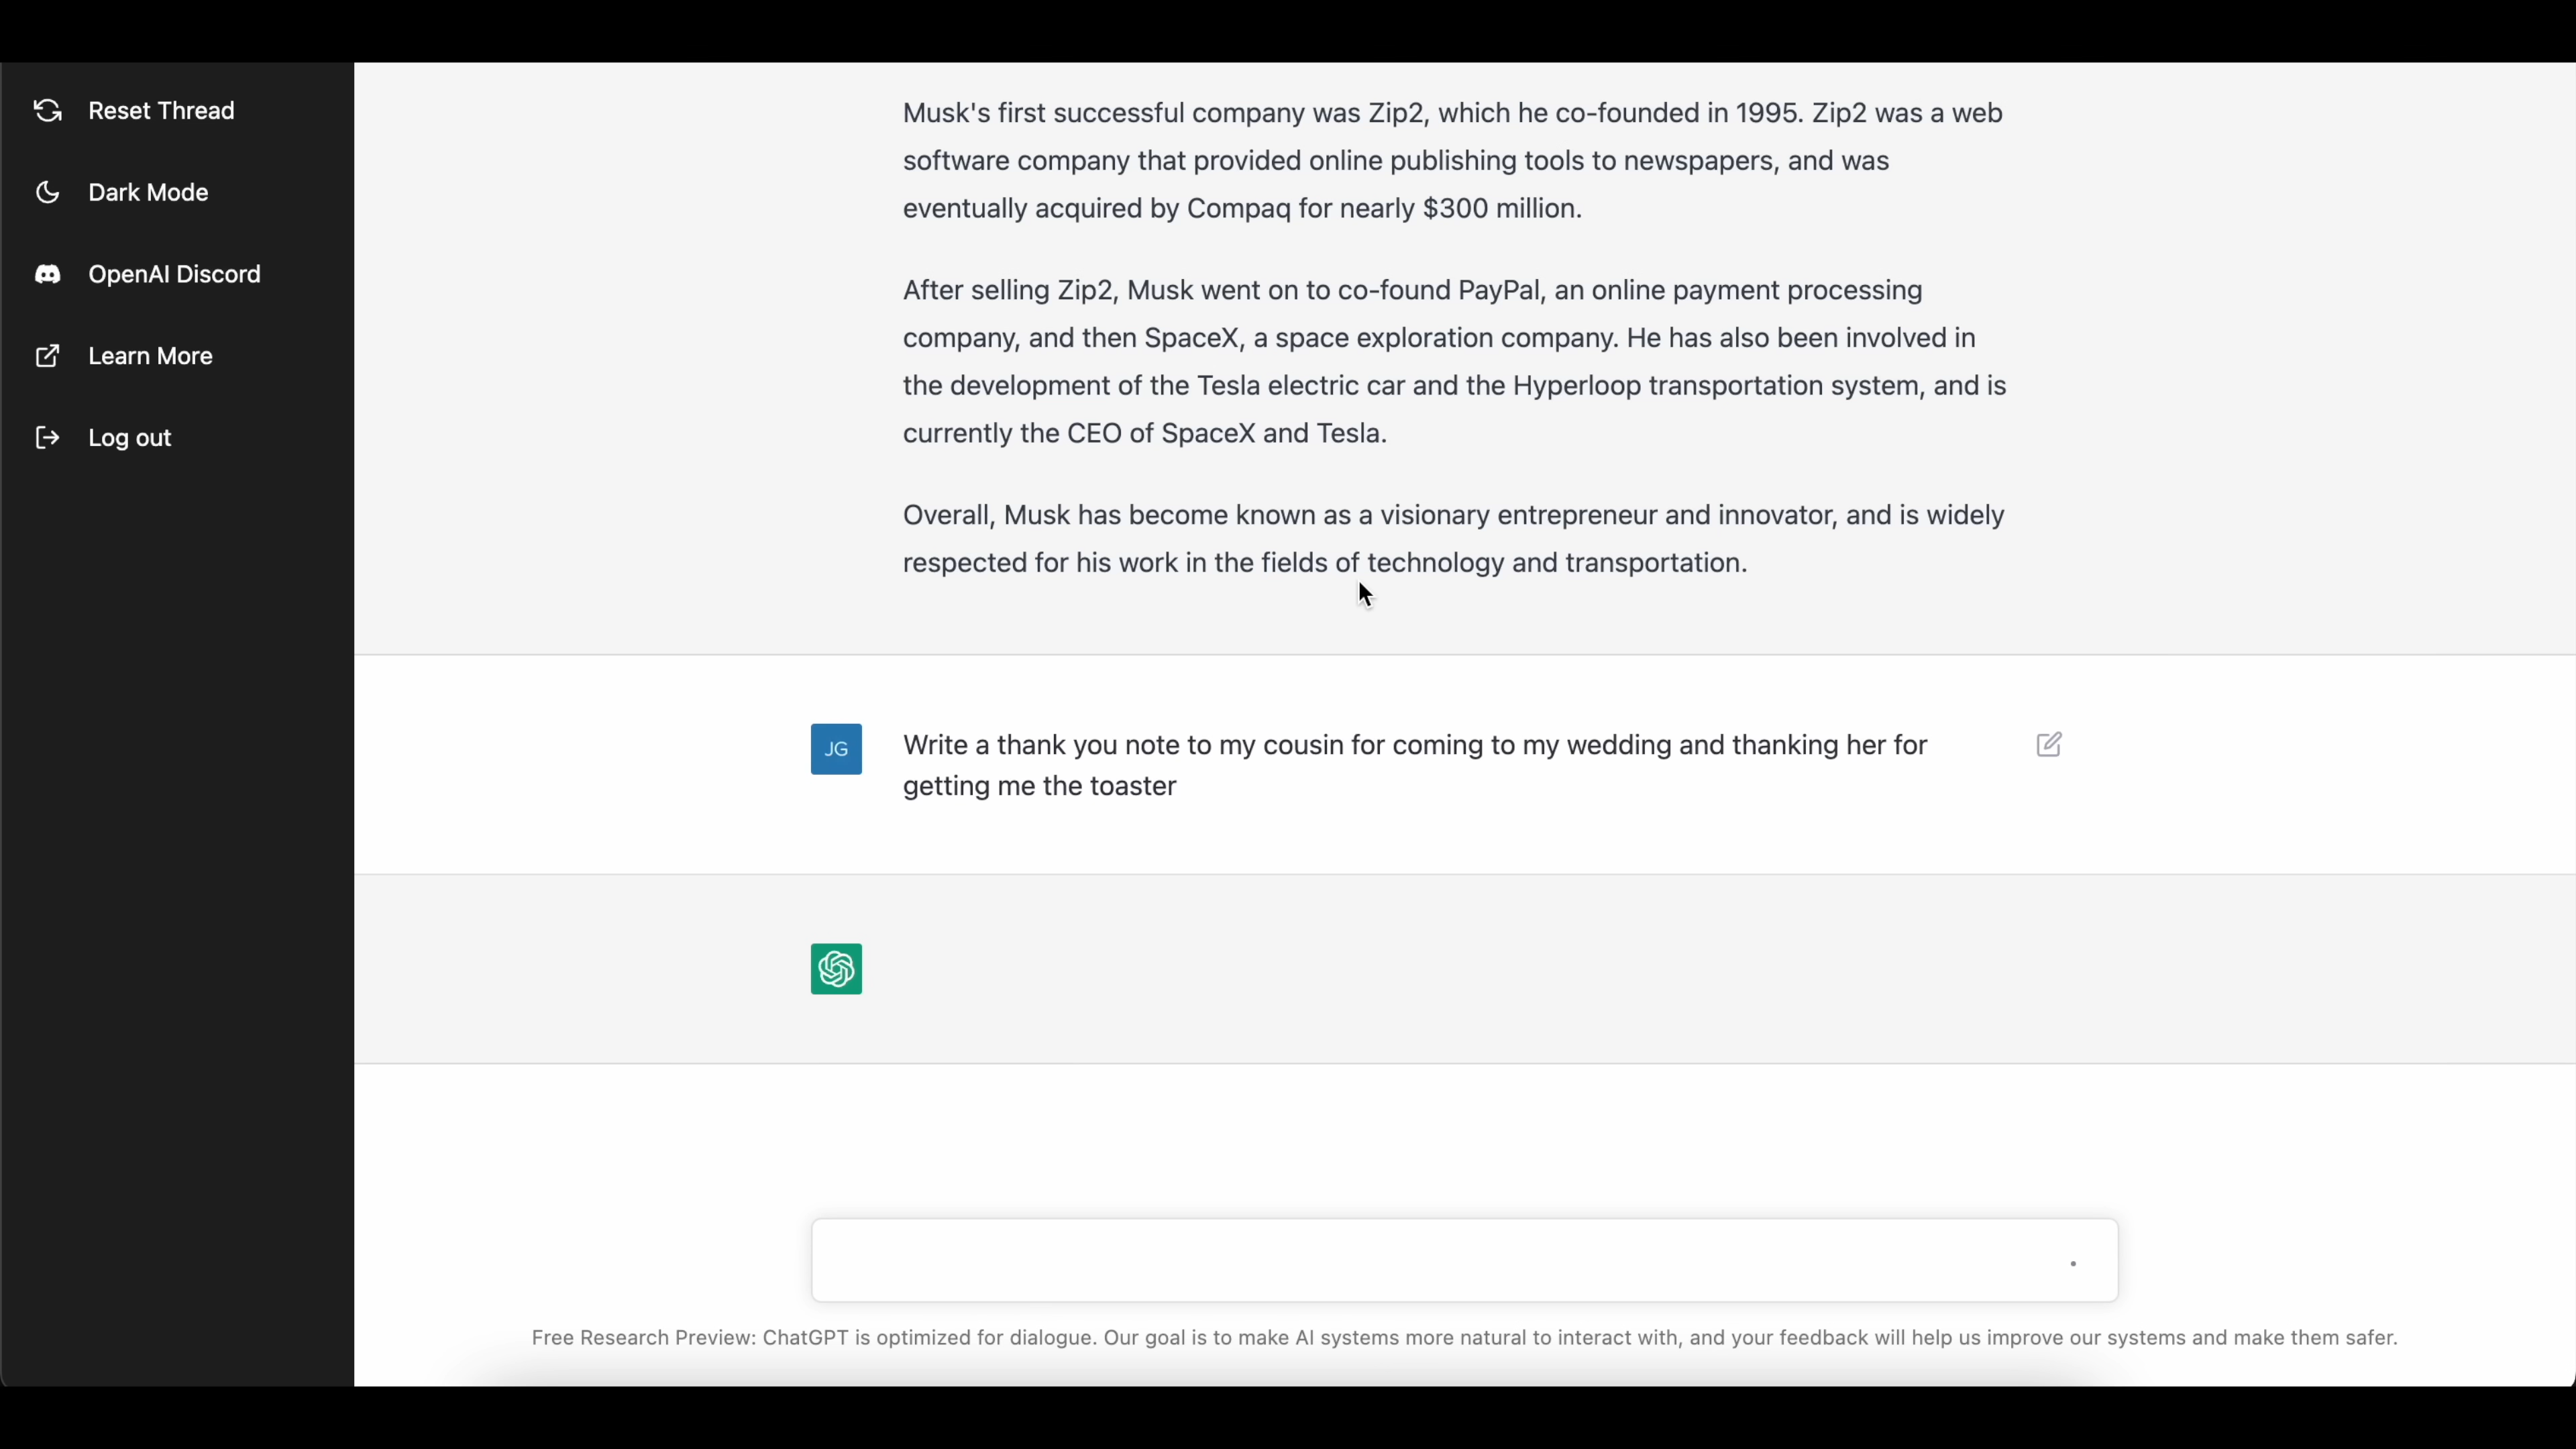 Reset Thread
Dark Mode
OpenAI Discord
Learn More
Log out
Musk's first successful company was Zip2, which he co-founded in 1995. Zip2 was a web
software company that provided online publishing tools to newspapers, and was
eventually acquired by Compaq for nearly $300 million.
After selling Zip2, Musk went on to co-found PayPal, an online payment processing
company, and then SpaceX, a space exploration company. He has also been involved in
the development of the Tesla electric car and the Hyperloop transportation system, and is
currently the CEO of SpaceX and Tesla.
Overall, Musk has become known as a visionary entrepreneur and innovator, and is widely
respected for his work in the fields of technology and transportation.
JG
Write a thank you note to my cousin for coming to my wedding and thanking her for
getting me the toaster
Free Research Preview: ChatGPT is optimized for dialogue. Our goal is to make AI systems more natural to interact with, and your feedback will help us improve our systems and make them safer.